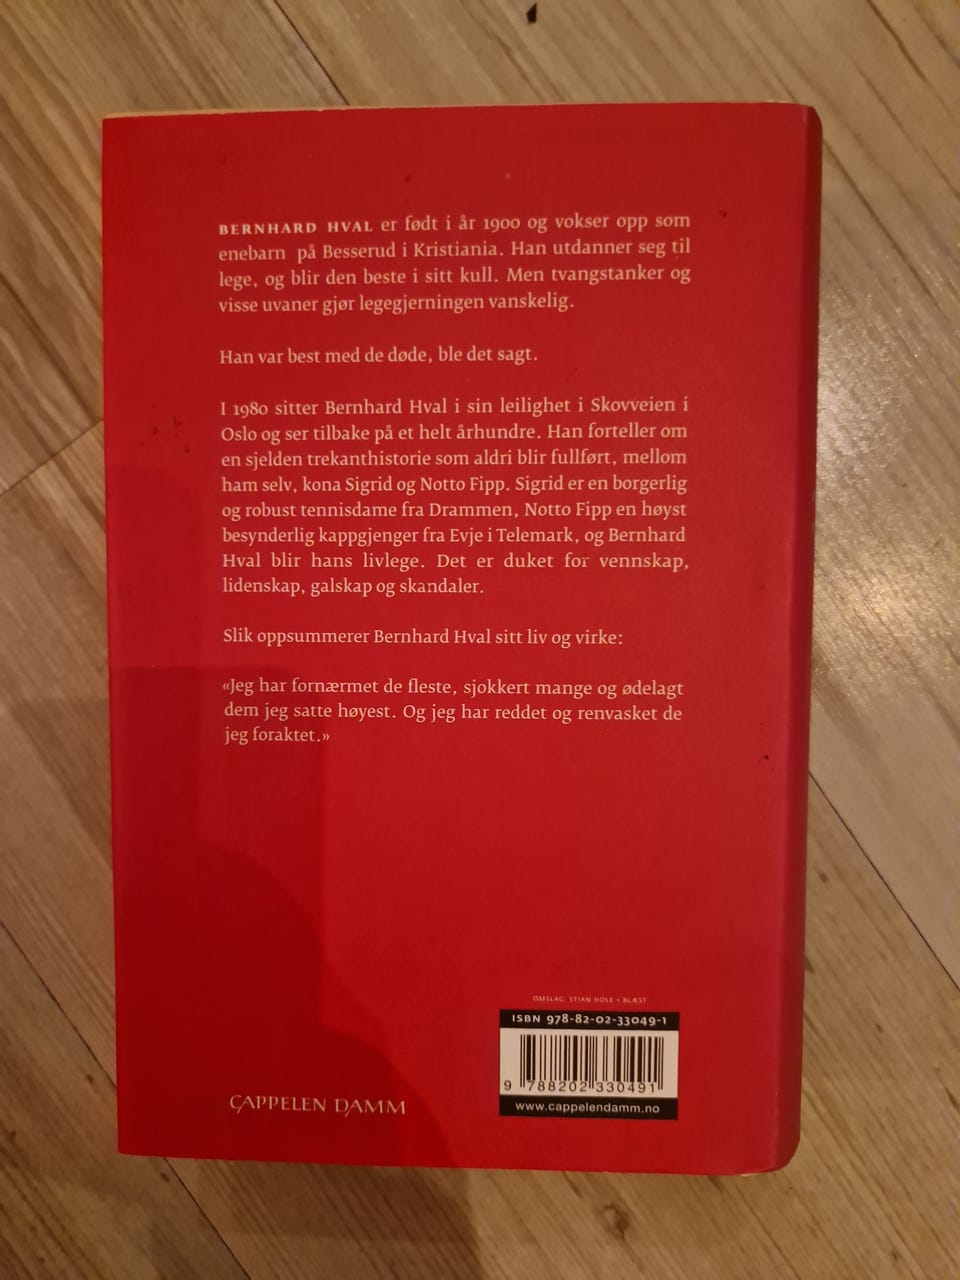 BERNHARD HVAL er født i år 1900 og vokser opp som
enebarn på Besserud i Kristiania. Han utdanner seg til
lege, og blir den beste i sitt kull. Men tvangstanker og
visse uvaner gjør legegjerningen vanskelig.
Han var best med de døde, ble det sagt.
I 1980 sitter Bernhard Hval i sin leilighet i Skovveien i
Oslo og ser tilbake på et helt århundre. Han forteller om
en sjelden trekanthistorie som aldri blir fullført, mellom
ham selv, kona Sigrid og Notto Fipp. Sigrid er en borgerlig
og robust tennisdame fra Drammen, Notto Fipp en høyst
besynderlig kappgjenger fra Evje i Telemark, og Bernhard
Hval blir hans livlege. Det er duket for vennskap,
lidenskap, galskap og skandaler.
Slik oppsummerer Bernhard Hval sitt liv og virke:
«Jeg har fornærmet de fleste, sjokkert mange og ødelagt
dem jeg satte høyest. Og jeg har reddet og renvasket de
jeg foraktet.»
OMSLAG: STIAN HOLE • BLÆST
ISBN 978-82-02-33049-1
9 788202 330491
www.cappelendamm.no
CAPPELEN DAMM